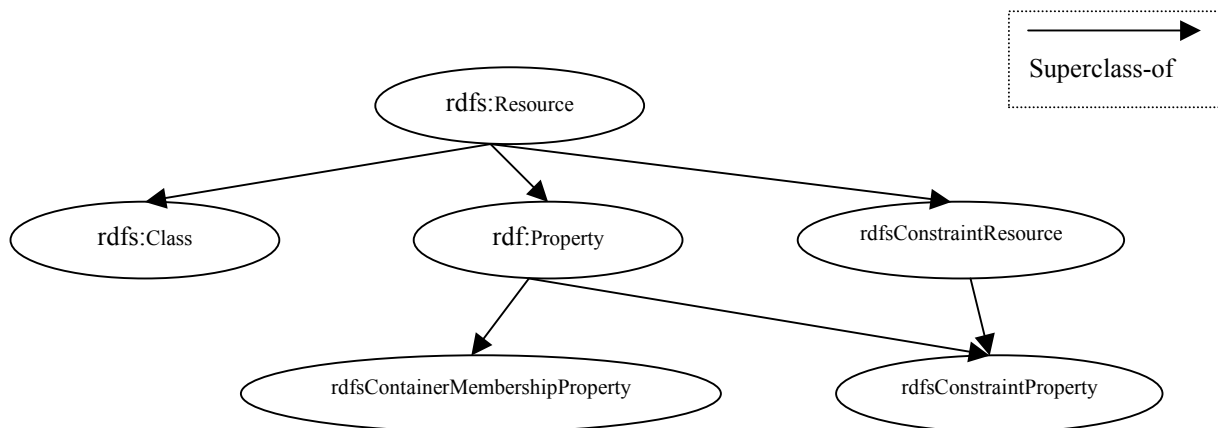 Superclass-of
rdfs:Resource
rdfs:Class
rdf:Property
rdfsConstraintResource
rdfsContainerMembershipProperty
rdfsConstraintProperty